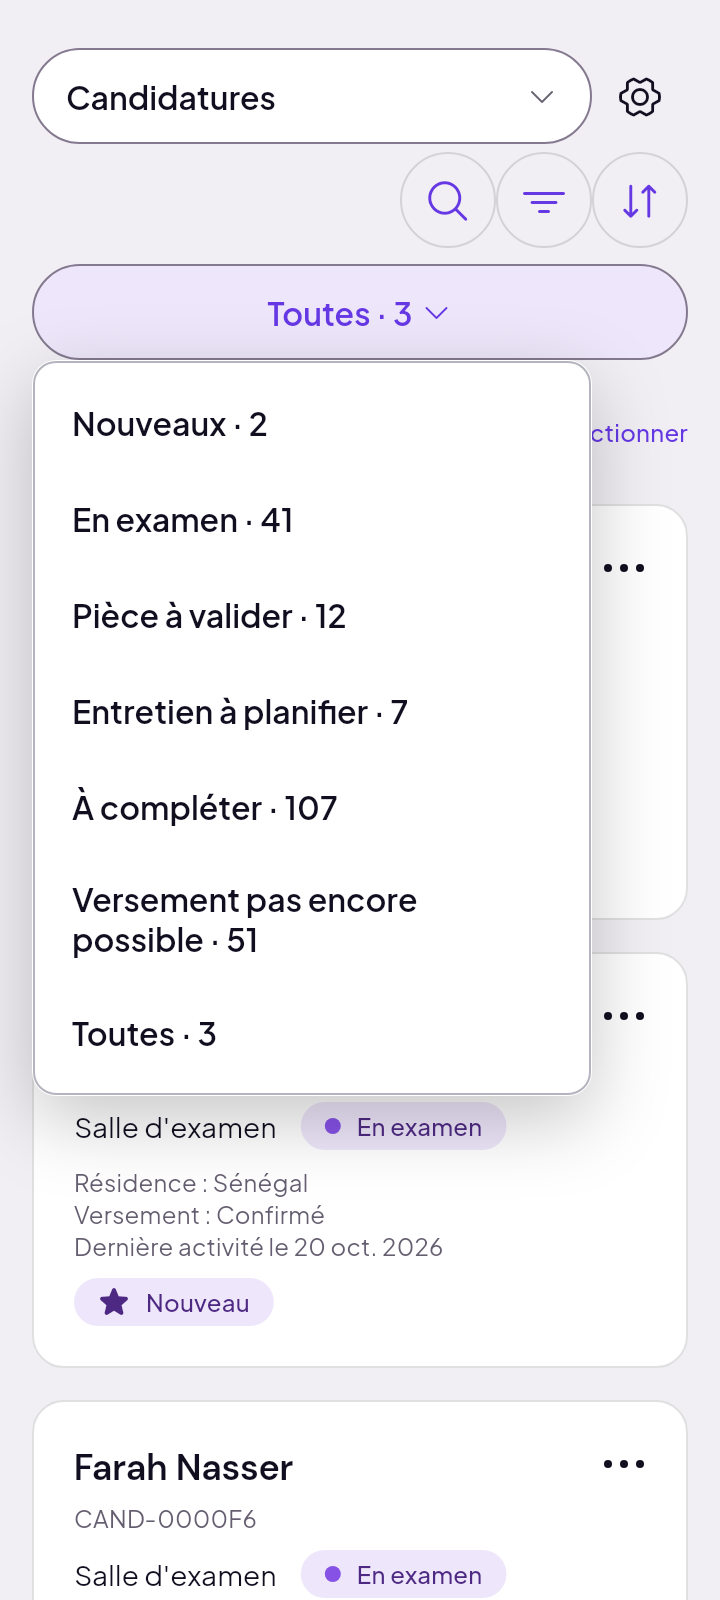 Candidatures
Toutes · 3
Nouveaux · 2
En examen · 41
Pièce à valider · 12
Entretien à planifier · 7
À compléter · 107
Versement pas encore
possible · 51
Toutes · 3
Salle d'examen
En examen
Résidence : Sénégal
Versement : Confirmé
Dernière activité le 20 oct. 2026
Nouveau
Farah Nasser
CAND-0000F6
Salle d'examen
En examen